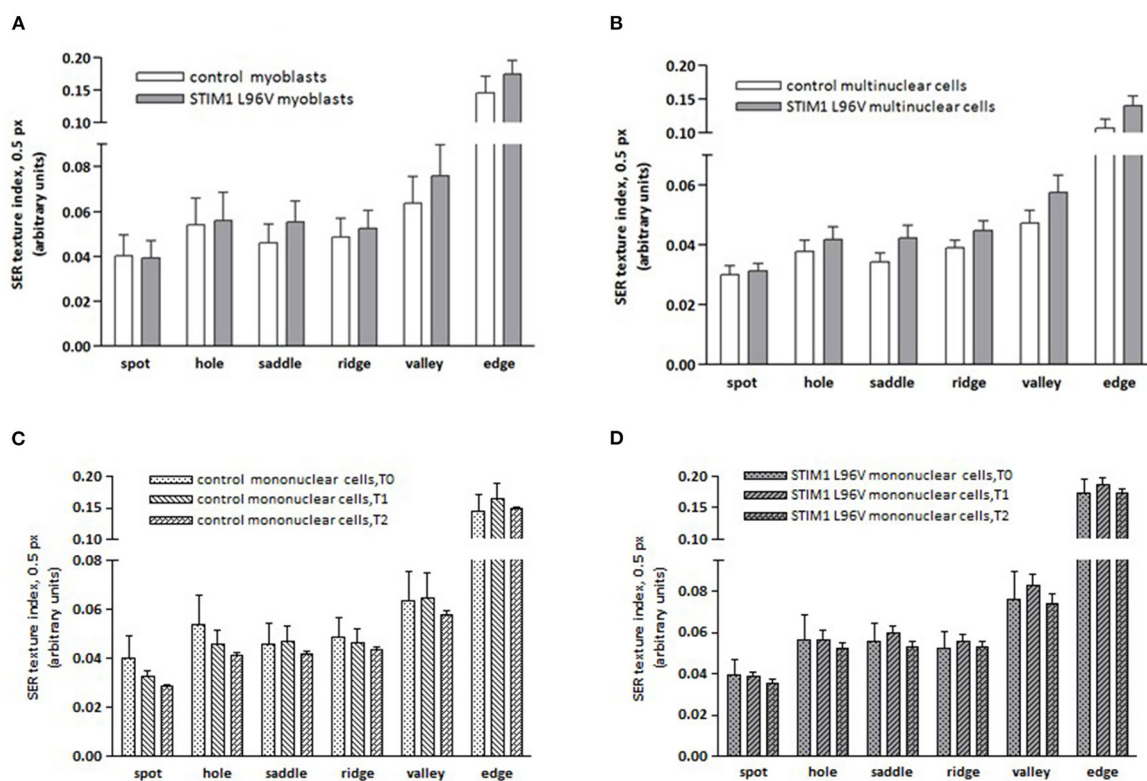 A
control myoblasts
STIM1 L96V myoblasts
SER texture index, 0.5 px
(arbitrary units)
0.20
0.15
0.10
0.08
0.06
0.04
0.02
0.00
spot hole saddle ridge valley edge
B
control multinuclear cells
STIM1 L96V multinuclear cells
SER texture index, 0.5 px
(arbitrary units)
0.20
0.15
0.10
0.06
0.04
0.02
0.00
spot hole saddle ridge valley edge
C
control mononuclear cells,T0
control mononuclear cells,T1
control mononuclear cells,T2
SER texture index, 0.5 px
(arbitrary units)
0.20
0.15
0.10
0.08
0.06
0.04
0.02
0.00
spot hole saddle ridge valley edge
D
STIM1 L96V mononuclear cells,T0
STIM1 L96V mononuclear cells,T1
STIM1 L96V mononuclear cells,T2
SER texture index, 0.5 px
(arbitrary units)
0.20
0.15
0.10
0.08
0.06
0.04
0.02
0.00
spot hole saddle ridge valley edge